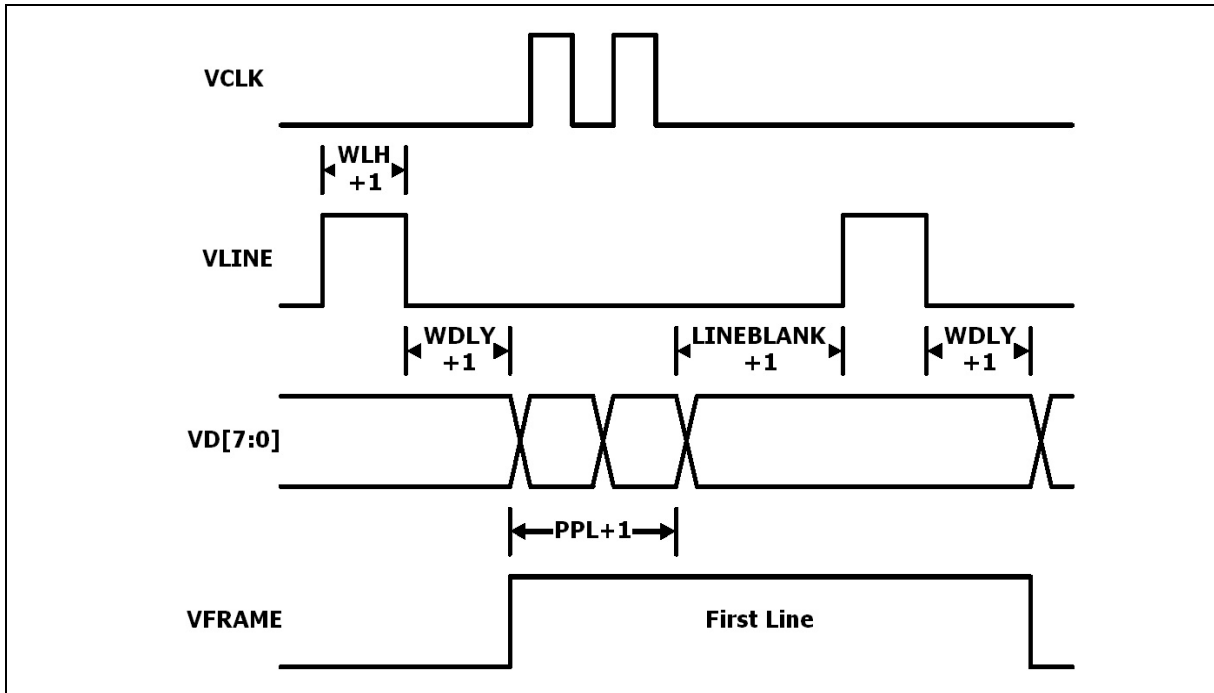 VCLK
WLH
+1
VLINE
WDLY
+1
LINEBLANK
+1
WDLY
+1
VD[7:0]
PPL+1
VFRAME
First Line